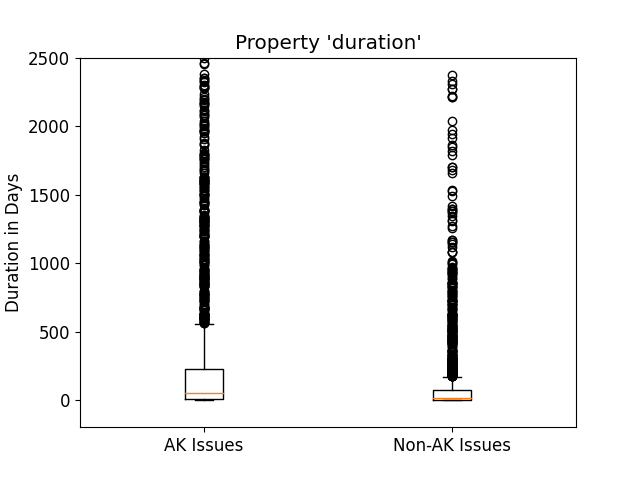 Property 'duration'
Duration in Days
2500
2000
1500
1000
500
0
AK Issues
Non-AK Issues